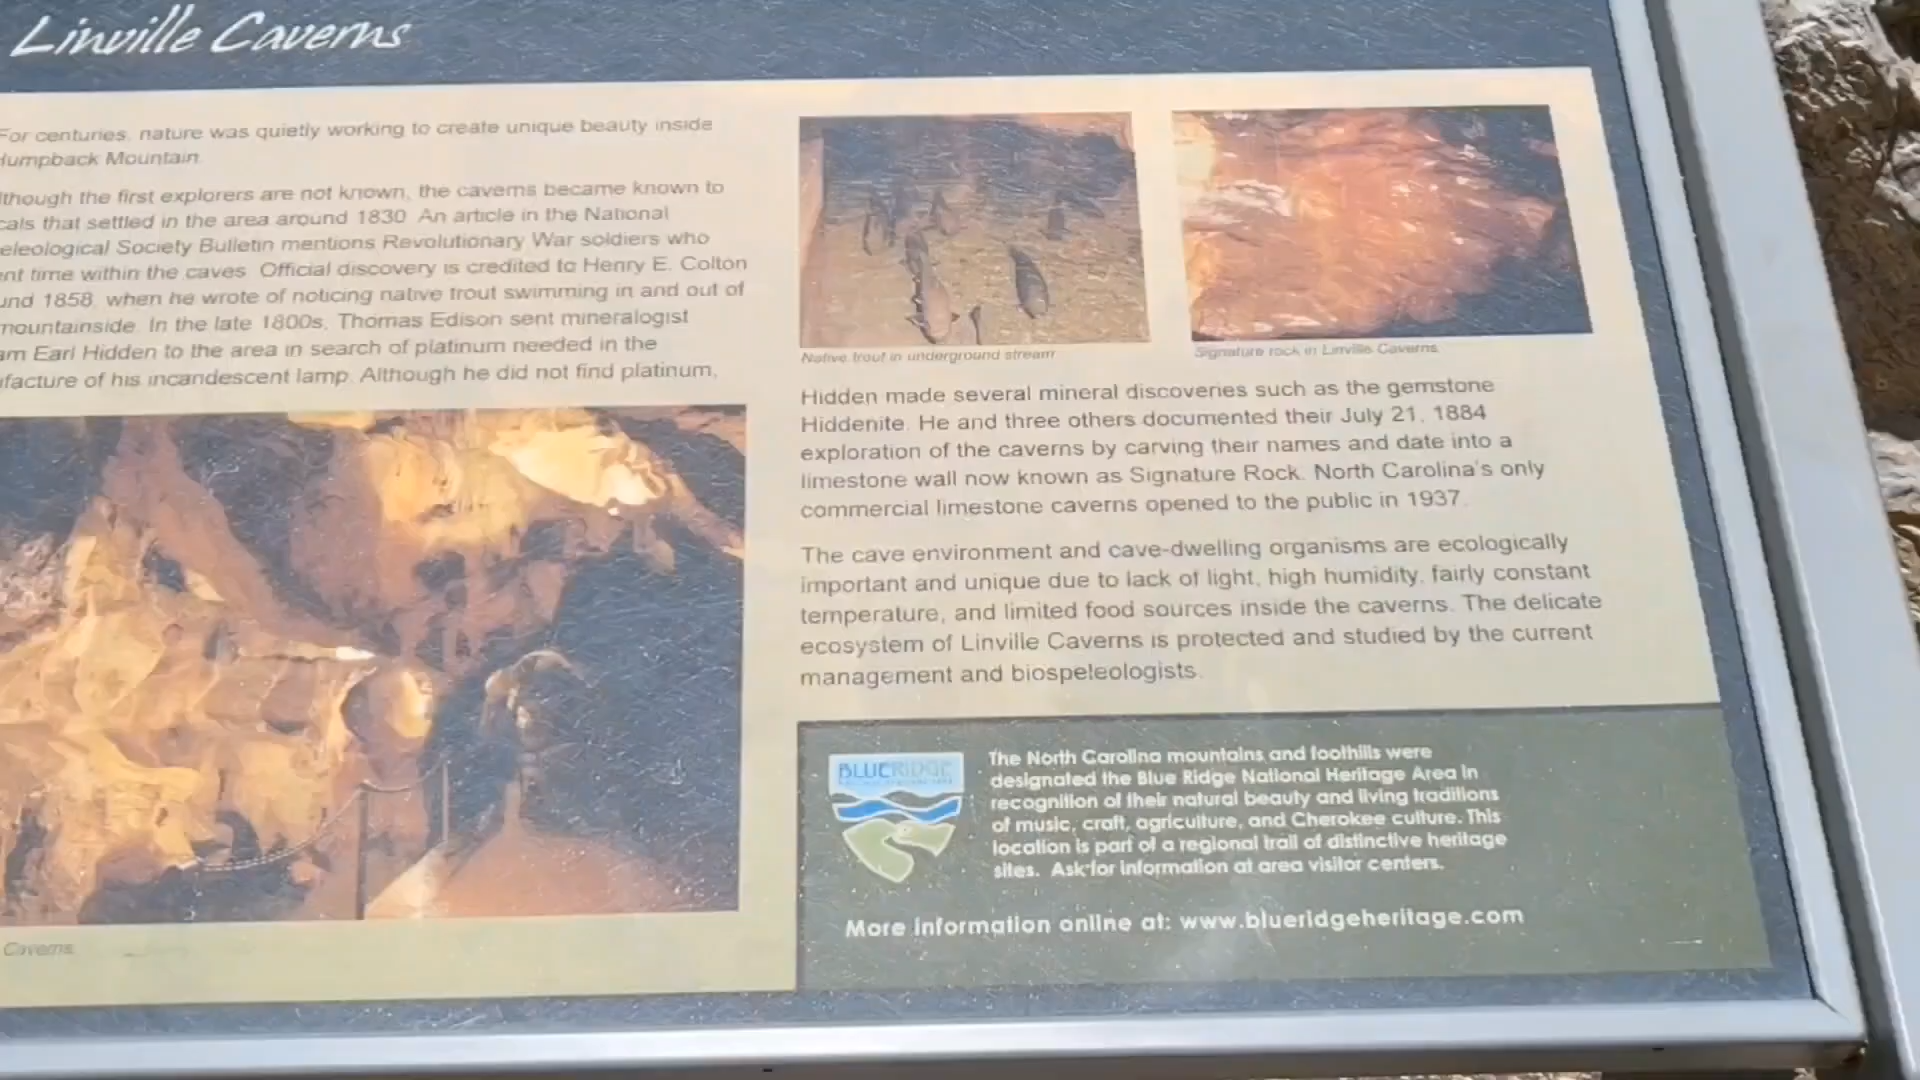 Linville Caverns
For centuries, nature was quietly working to create unique beauty inside
Humpback Mountain.
lthough the first explorers are not known, the caverns became known to
cals that settled in the area around 1830. An article in the National
eleological Society Bulletin mentions Revolutionary War soldiers who
ent time within the caves. Official discovery is credited to Henry E. Colton
und 1858, when he wrote of noticing native trout swimming in and out of
mountainside. In the late 1800s, Thomas Edison sent mineralogist
am Earl Hidden to the area in search of platinum needed in the
ufacture of his incandescent lamp. Although he did not find platinum,
Caverns.
Native trout in underground stream
Signature rock in Linville Caverns.
Hidden made several mineral discoveries such as the gemstone
Hiddenite. He and three others documented their July 21, 1884
exploration of the caverns by carving their names and date into a
limestone wall now known as Signature Rock. North Carolina's only
commercial limestone caverns opened to the public in 1937.
The cave environment and cave-dwelling organisms are ecologically
important and unique due to lack of light, high humidity, fairly constant
temperature, and limited food sources inside the caverns. The delicate
ecosystem of Linville Caverns is protected and studied by the current
management and biospeleologists.
BLUE RIDGE
The North Carolina mountains and foothills were
designated the Blue Ridge National Heritage Area in
recognition of their natural beauty and living traditions
of music, craft, agriculture, and Cherokee culture. This
location is part of a regional trail of distinctive heritage
sites. Ask for information at area visitor centers.
More information online at: www.blueridgeheritage.com